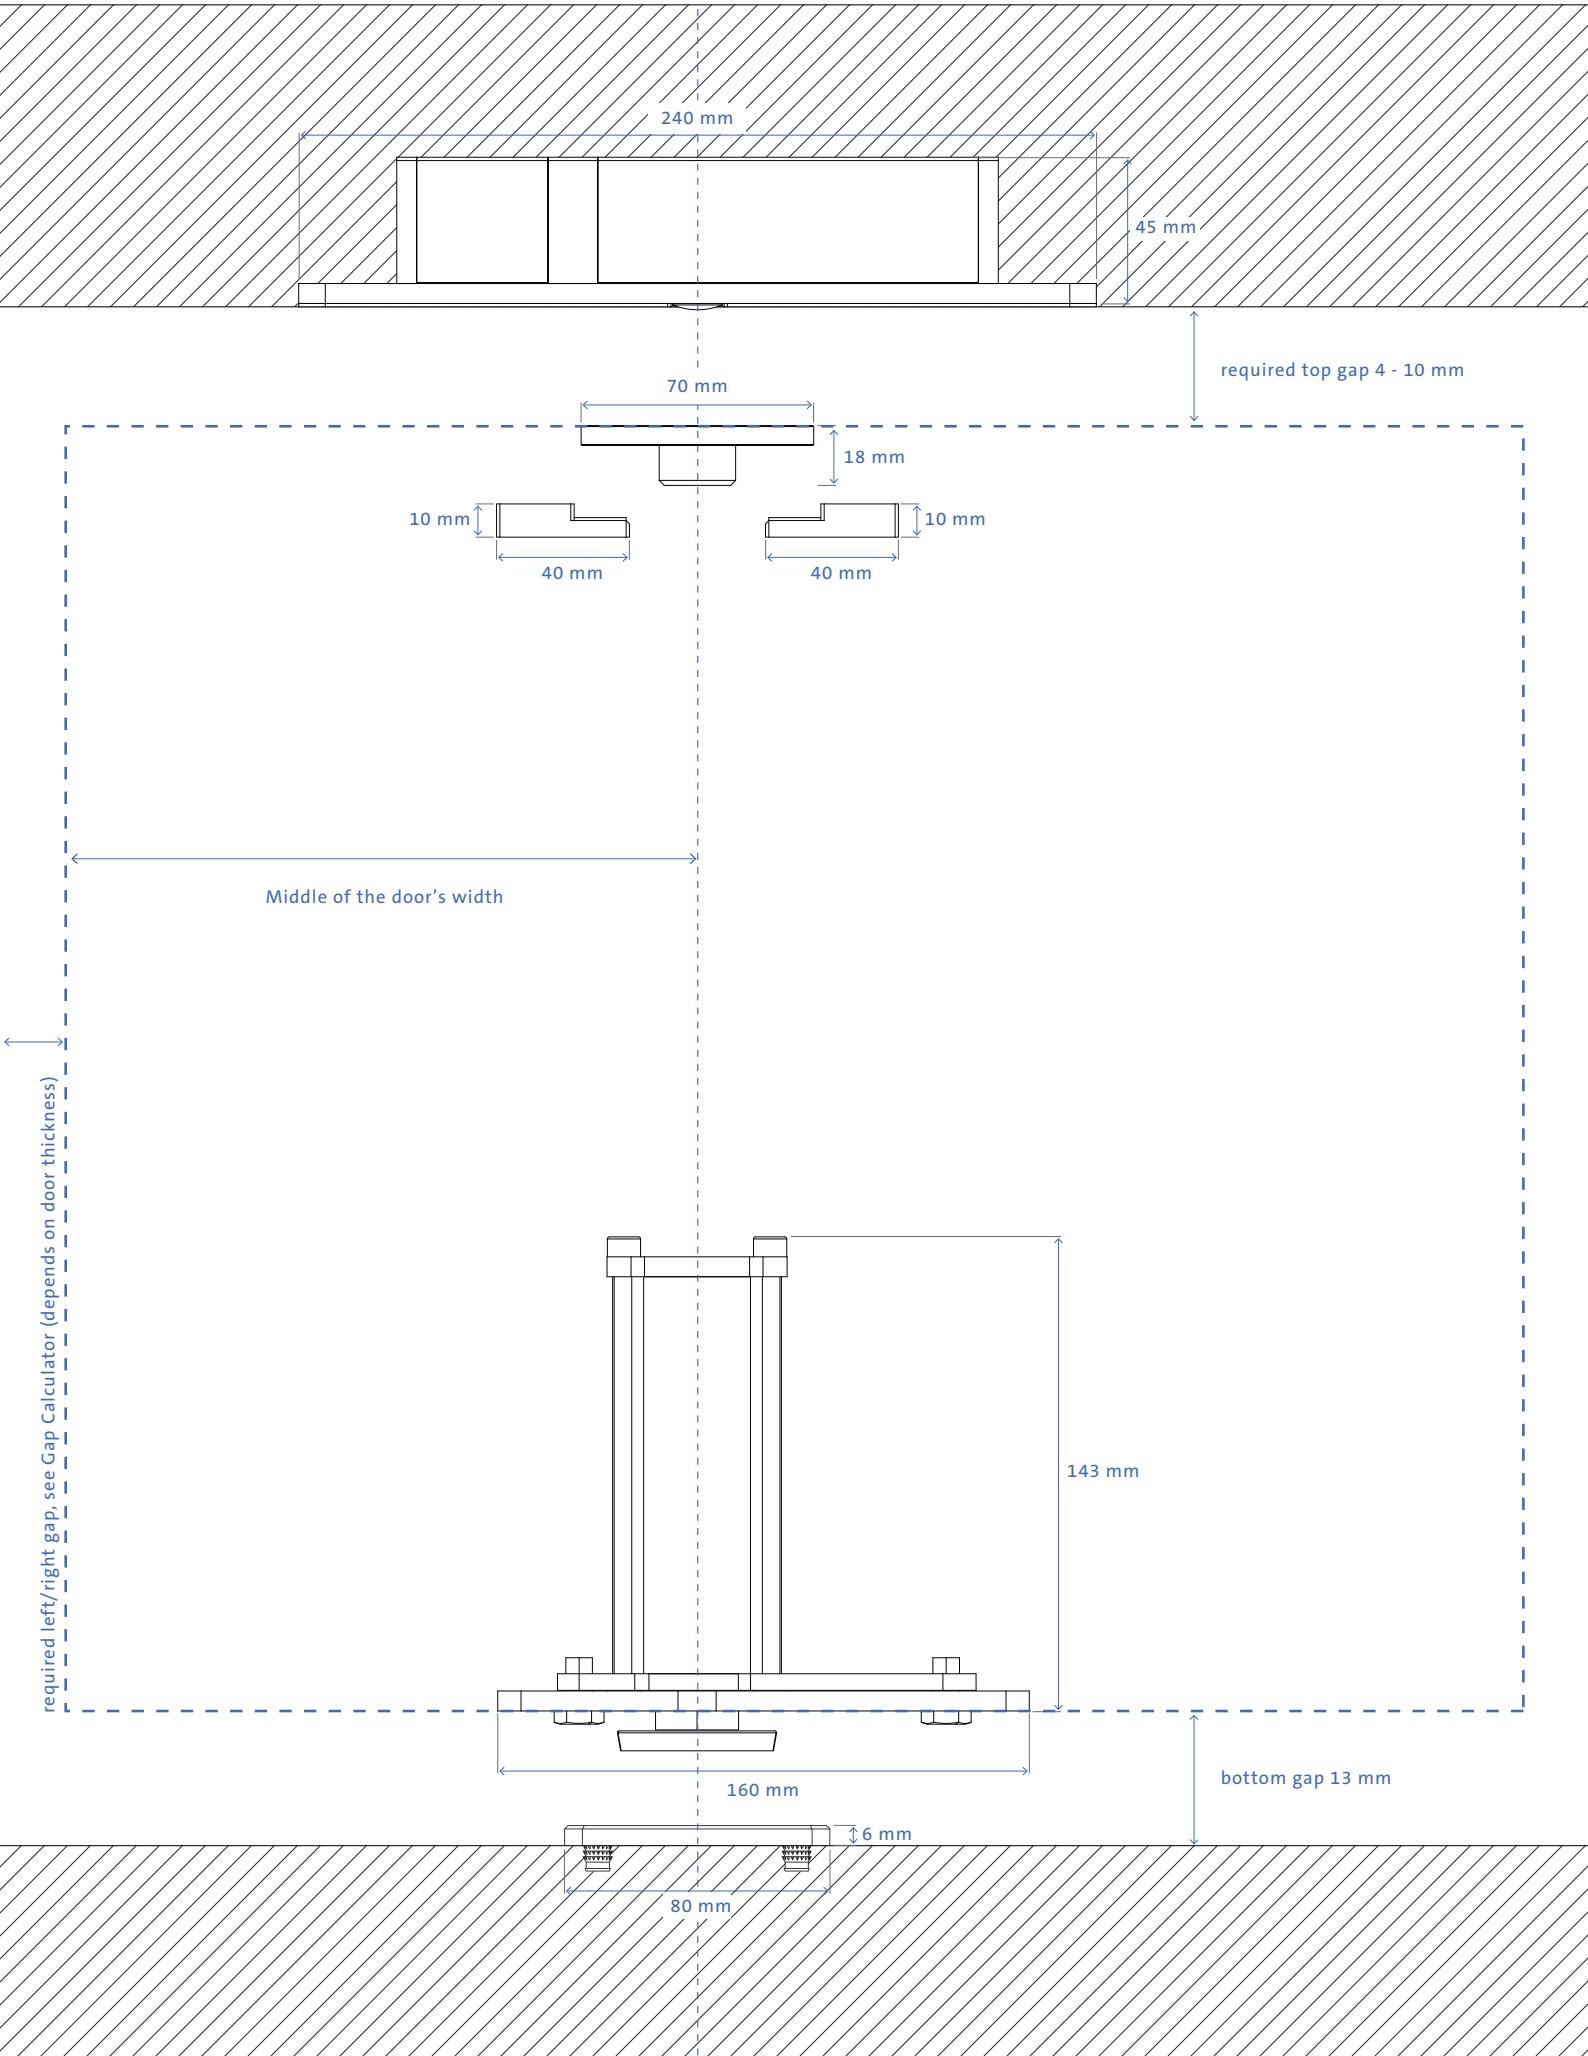 240 mm
45 mm
required top gap 4 - 10 mm
70 mm
18 mm
10 mm
10 mm
40 mm
40 mm
Middle of the door’s width
required left/right gap, see Gap Calculator (depends on door thickness)
143 mm
160 mm
bottom gap 13 mm
6 mm
80 mm